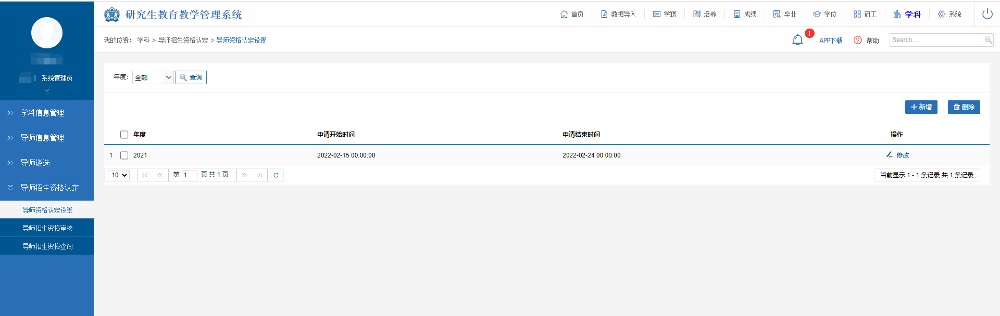 研究生教育教学管理系统
首页 数据导入 学籍 培养 成绩 毕业 学位 研工 学科 系统
我的位置： 学科 > 导师招生资格认定 > 导师资格认定设置
1 APP下载 帮助 Search...
系统管理员
学科信息管理
导师信息管理
导师遴选
导师招生资格认定
导师资格认定设置
导师招生资格审核
导师招生资格查询
年度： 全部 查询
新增 删除
年度 申请开始时间 申请结束时间 操作
1 2021 2022-02-15 00:00:00 2022-02-24 00:00:00 修改
10 第 1 页 共 1 页 当前显示 1 - 1 条记录 共 1 条记录